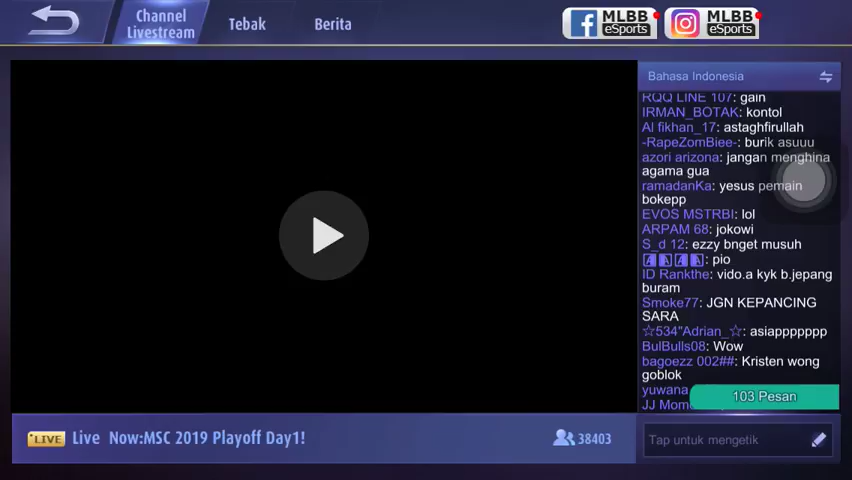 Channel
Livestream
Tebak
Berita
MLBB
eSports
MLBB
eSports
Bahasa Indonesia
RQQ LINE 107: gain
IRMAN_BOTAK: kontol
Al fikhan_17: astaghfirullah
-RapeZomBiee-: burik asuuu
azori arizona: jangan menghina
agama gua
ramadanKa: yesus pemain
bokepp
EVOS MSTRBI: lol
ARPAM 68: jokowi
S_d 12: ezzy bnget musuh
: pio
ID Rankthe: vido.a kyk b.jepang
buram
Smoke77: JGN KEPANCING
SARA
☆534"Adrian_☆: asiappppppp
BulBulls08: Wow
bagoezz 002##: Kristen wong
goblok
yuwana
JJ Mom
103 Pesan
LIVE Live Now:MSC 2019 Playoff Day1!
38403
Tap untuk mengetik